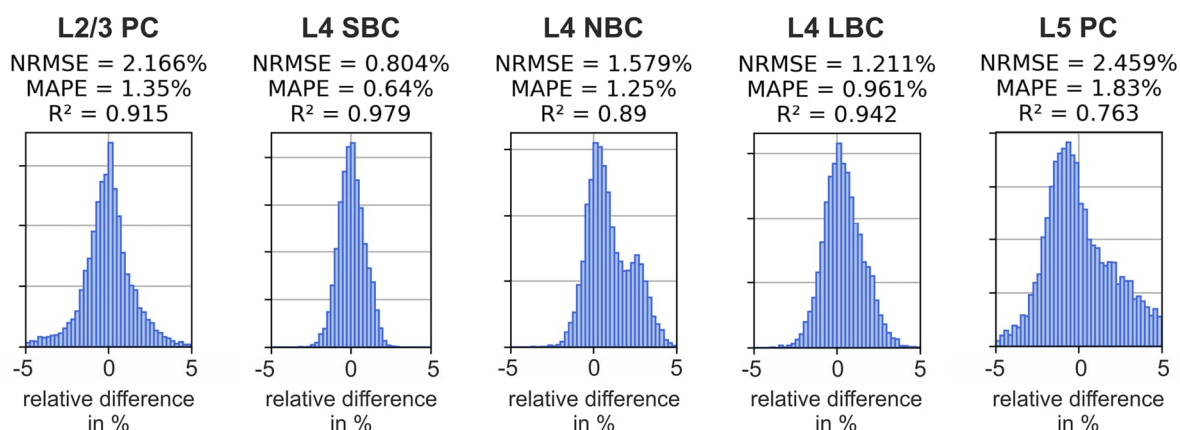 L2/3 PC
NRMSE = 2.166%
MAPE = 1.35%
R² = 0.915
-5 0 5
relative difference
in %
L4 SBC
NRMSE = 0.804%
MAPE = 0.64%
R² = 0.979
-5 0 5
relative difference
in %
L4 NBC
NRMSE = 1.579%
MAPE = 1.25%
R² = 0.89
-5 0 5
relative difference
in %
L4 LBC
NRMSE = 1.211%
MAPE = 0.961%
R² = 0.942
-5 0 5
relative difference
in %
L5 PC
NRMSE = 2.459%
MAPE = 1.83%
R² = 0.763
-5 0 5
relative difference
in %